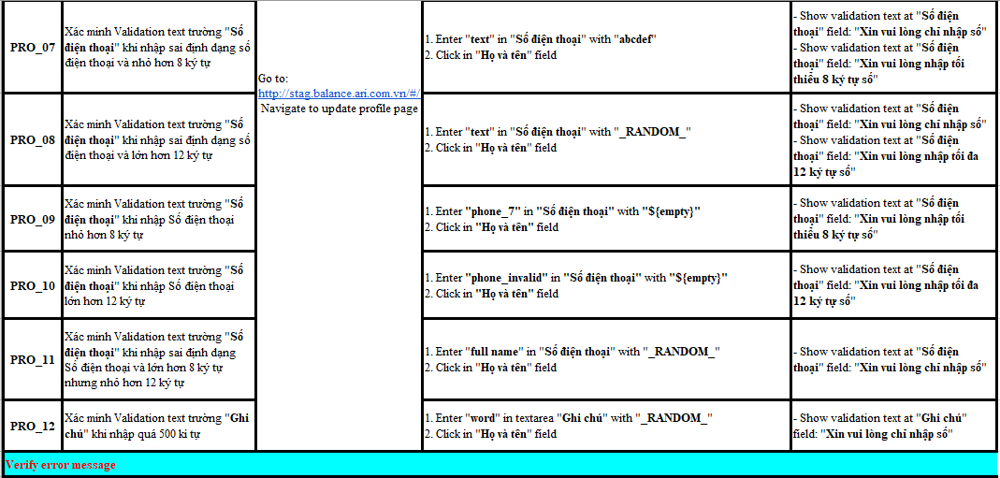 PRO_07
Xác minh Validation text trường "Số
điện thoại" khi nhập sai định dạng số
điện thoại và nhỏ hơn 8 ký tự
Go to:
http://stag.balance.ari.com.vn/#/
Navigate to update profile page
1. Enter "text" in "Số điện thoại" with "abcdef"
2. Click in "Họ và tên" field
- Show validation text at "Số điện
thoại" field: "Xin vui lòng chỉ nhập số"
- Show validation text at "Số điện
thoại" field: "Xin vui lòng nhập tối
thiểu 8 ký tự số"
PRO_08
Xác minh Validation text trường "Số
điện thoại" khi nhập sai định dạng số
điện thoại và lớn hơn 12 ký tự
1. Enter "text" in "Số điện thoại" with "_RANDOM_"
2. Click in "Họ và tên" field
- Show validation text at "Số điện
thoại" field: "Xin vui lòng chỉ nhập số"
- Show validation text at "Số điện
thoại" field: "Xin vui lòng nhập tối đa
12 ký tự số"
PRO_09
Xác minh Validation text trường "Số
điện thoại" khi nhập Số điện thoại
nhỏ hơn 8 ký tự
1. Enter "phone_7" in "Số điện thoại" with "${empty}"
2. Click in "Họ và tên" field
- Show validation text at "Số điện
thoại" field: "Xin vui lòng nhập tối
thiểu 8 ký tự số"
PRO_10
Xác minh Validation text trường "Số
điện thoại" khi nhập Số điện thoại
lớn hơn 12 ký tự
1. Enter "phone_invalid" in "Số điện thoại" with "${empty}"
2. Click in "Họ và tên" field
- Show validation text at "Số điện
thoại" field: "Xin vui lòng nhập tối đa
12 ký tự số"
PRO_11
Xác minh Validation text trường "Số
điện thoại" khi nhập sai định dạng
Số điện thoại và lớn hơn 8 ký tự
nhưng nhỏ hơn 12 ký tự
1. Enter "full name" in "Số điện thoại" with "_RANDOM_"
2. Click in "Họ và tên" field
- Show validation text at "Số điện
thoại" field: "Xin vui lòng chỉ nhập số"
PRO_12
Xác minh Validation text trường "Ghi
chú" khi nhập quá 500 kí tự
1. Enter "word" in textarea "Ghi chú" with "_RANDOM_"
2. Click in "Họ và tên" field
- Show validation text at "Ghi chú"
field: "Xin vui lòng chỉ nhập số"
Verify error message